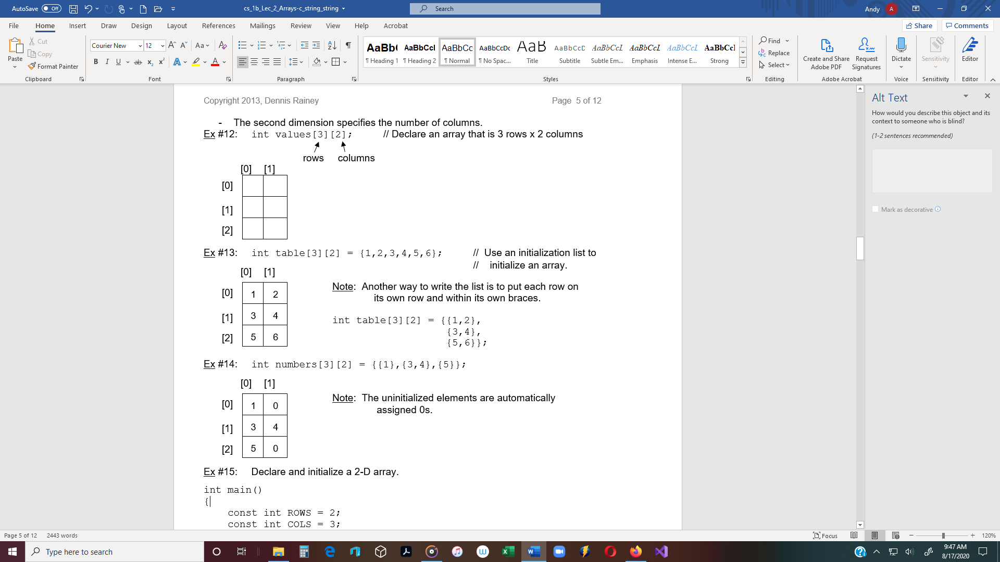 AutoSave Off cs_1b_Lec_2_Arrays-c_string_string Search Andy A
File Home Insert Draw Design Layout References Mailings Review View Help Acrobat Share Comments
Paste Cut Copy Format Painter
Clipboard
Courier New 12 Aa
B I U ab x2 x2 A A
Font
Paragraph
AaBb( AaBbCcI AaBbCc AaBbCcDc AaB AaBbCcD AaBbCcL AaBbCcL AaBbCcL AaBbCcl
¶ Heading 1 ¶ Heading 2 ¶ Normal ¶ No Spac... Title Subtitle Subtle Em... Emphasis Intense E... Strong
Styles
Find
Replace
Select
Editing
Create and Share Adobe PDF
Request Signatures
Adobe Acrobat
Dictate
Voice
Sensitivity
Sensitivity
Editor
Editor
Copyright 2013, Dennis Rainey Page 5 of 12
- The second dimension specifies the number of columns.
Ex #12: int values[3][2]; // Declare an array that is 3 rows x 2 columns
rows columns
[0] [1]
[0]
[1]
[2]
Ex #13: int table[3][2] = {1,2,3,4,5,6}; // Use an initialization list to
// initialize an array.
[0] [1]
[0] 1 2
[1] 3 4
[2] 5 6
Note: Another way to write the list is to put each row on
its own row and within its own braces.
int table[3][2] = {{1,2},
{3,4},
{5,6}};
Ex #14: int numbers[3][2] = {{1},{3,4},{5}};
[0] [1]
[0] 1 0
[1] 3 4
[2] 5 0
Note: The uninitialized elements are automatically
assigned 0s.
Ex #15: Declare and initialize a 2-D array.
int main()
{
const int ROWS = 2;
const int COLS = 3;
Alt Text
How would you describe this object and its
context to someone who is blind?
(1-2 sentences recommended)
Mark as decorative
Page 5 of 12 2443 words Focus 120%
Type here to search
9:47 AM
8/17/2020